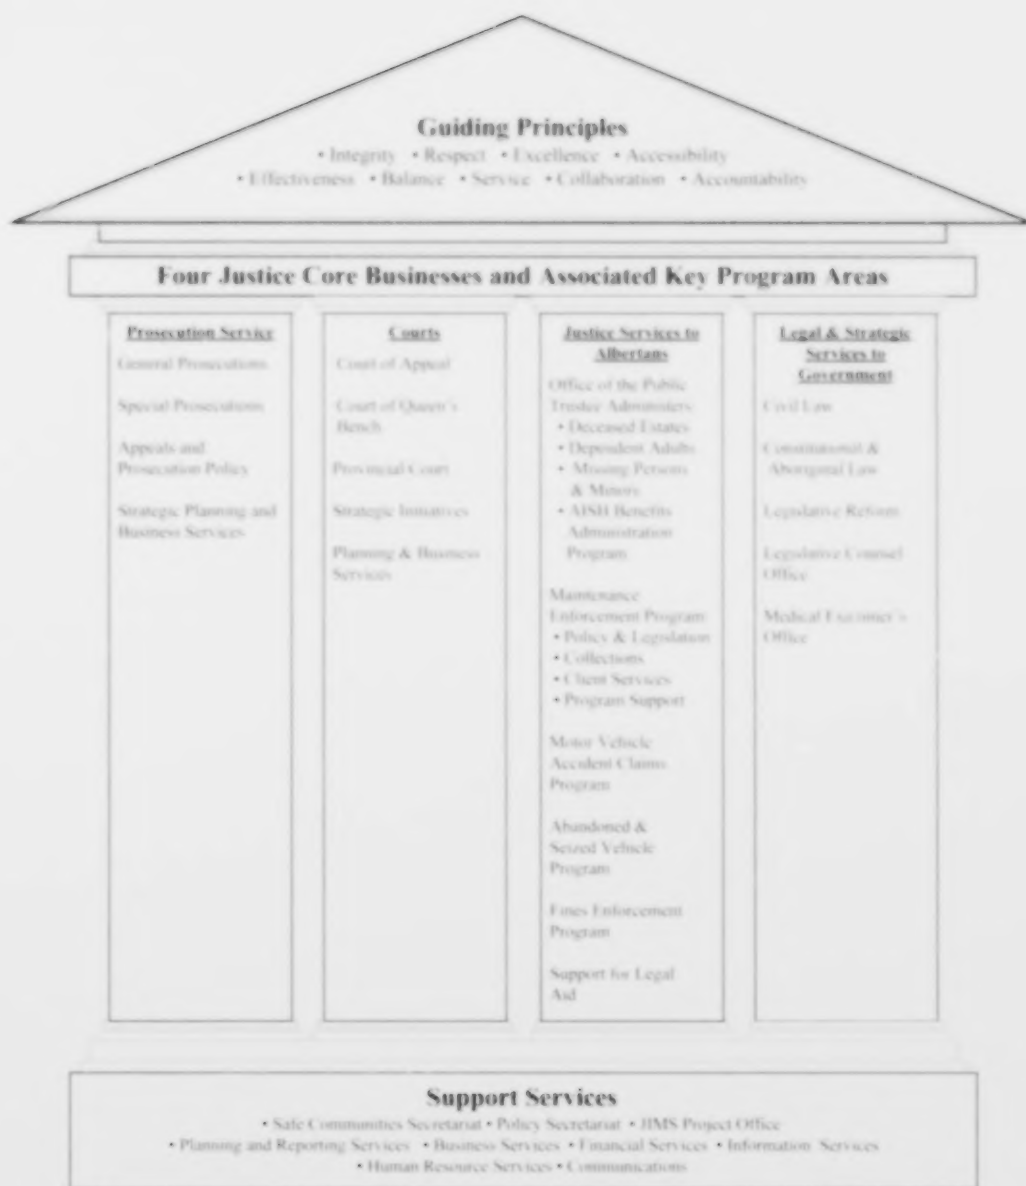 Guiding Principles
• Integrity • Respect • Excellence • Accessibility
• Effectiveness • Balance • Service • Collaboration • Accountability
Four Justice Core Businesses and Associated Key Program Areas
Prosecution Service
General Prosecutions
Special Prosecutions
Appeals and
Prosecution Policy
Strategic Planning and
Business Services
Courts
Court of Appeal
Court of Queen's
Bench
Provincial Court
Strategic Initiatives
Planning & Business
Services
Justice Services to
Albertans
Office of the Public
Trustee Administers
• Deceased Estates
• Dependent Adults
• Missing Persons
& Minors
• AISH Benefits
Administration
Program
Maintenance
Enforcement Program
• Policy & Legislation
• Collections
• Client Services
• Program Support
Motor Vehicle
Accident Claims
Program
Abandoned &
Seized Vehicle
Program
Fines Enforcement
Program
Support for Legal
Aid
Legal & Strategic
Services to
Government
Civil Law
Constitutional &
Aboriginal Law
Legislative Reform
Legislative Counsel
Office
Medical Examiner's
Office
Support Services
• Safe Communities Secretariat • Policy Secretariat • JIMS Project Office
• Planning and Reporting Services • Business Services • Financial Services • Information Services
• Human Resource Services • Communications